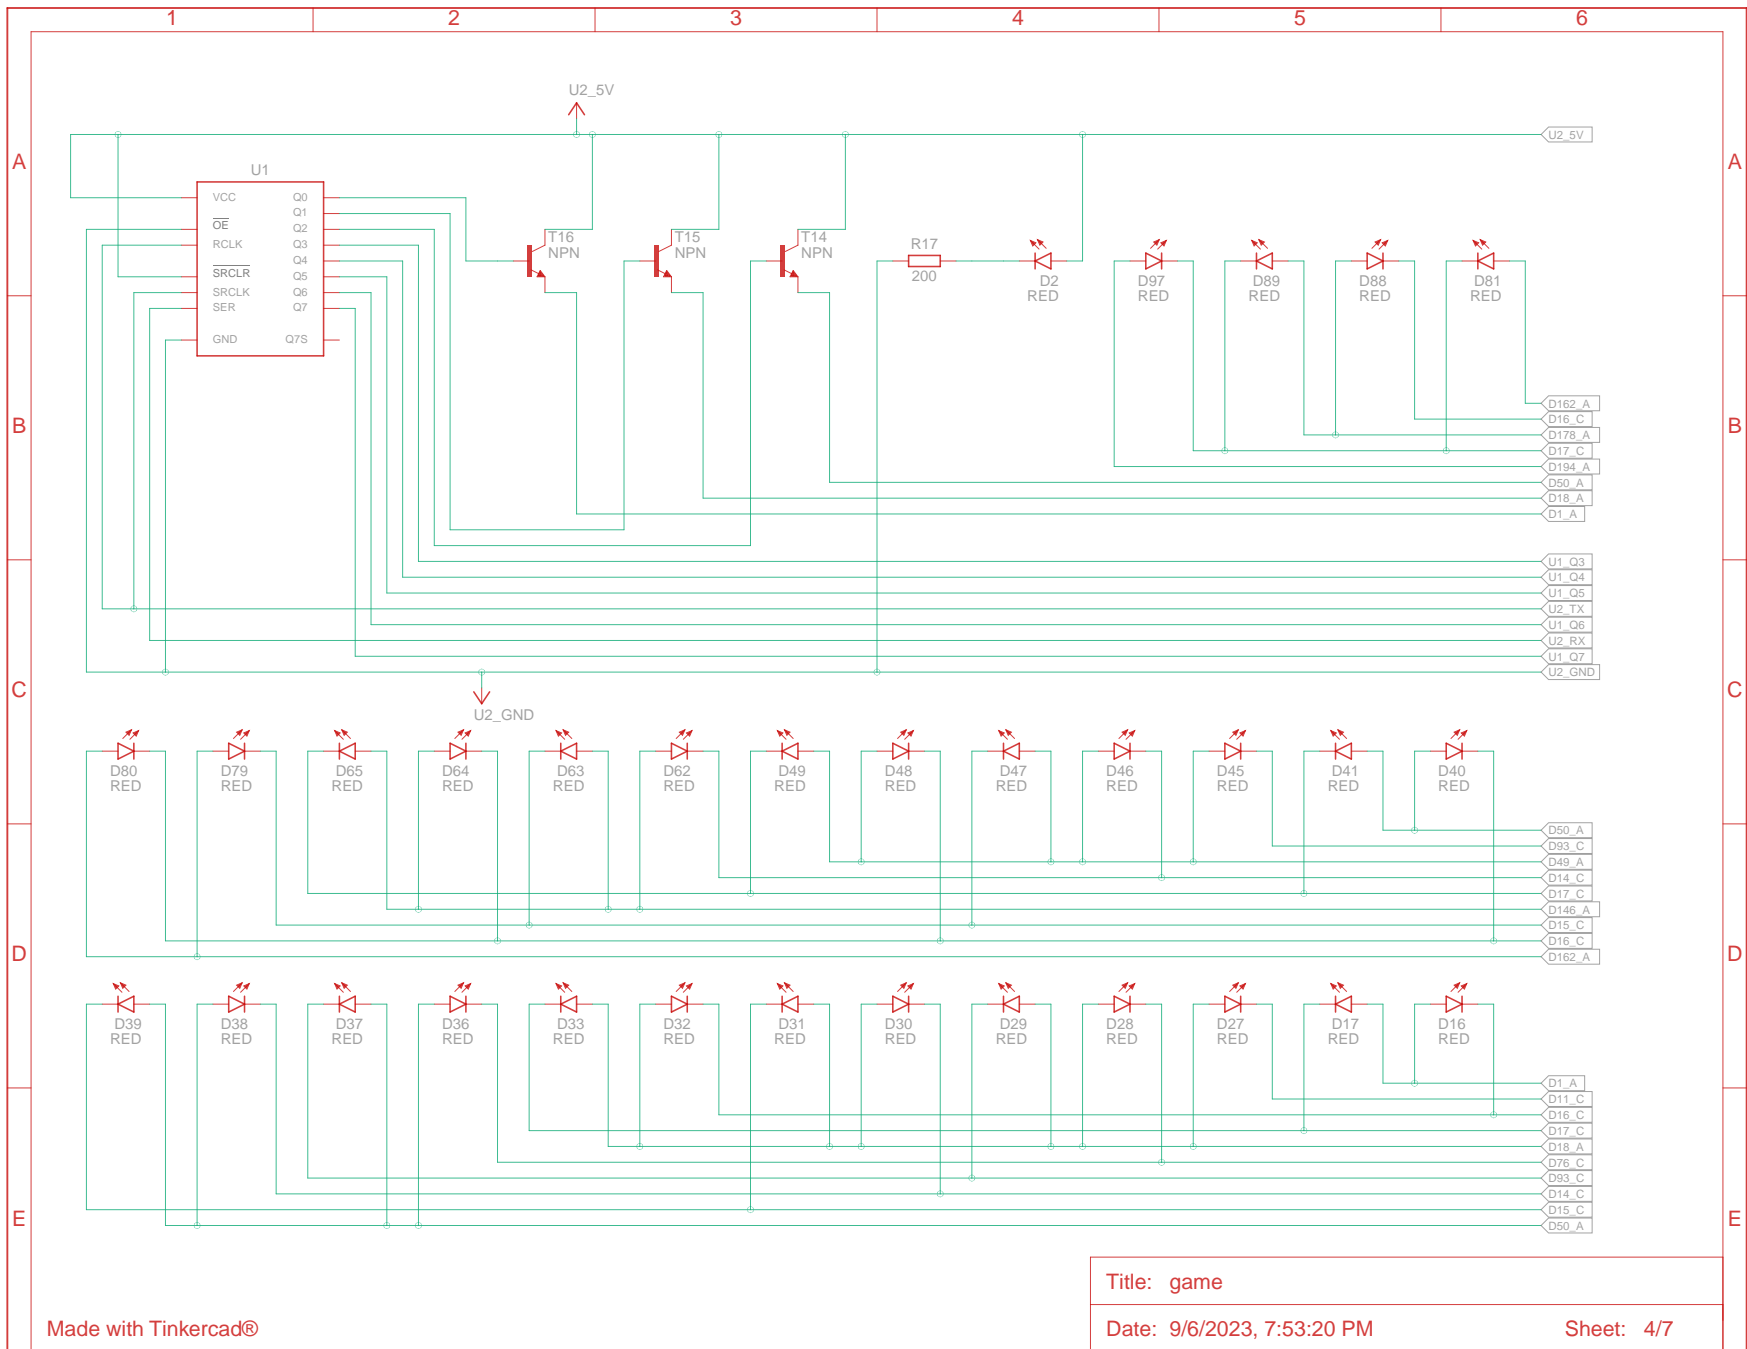 1 2 3 4 5 6
U2_5V
A U2_5V A
U1
VCC Q0
Q1
OE Q2
RCLK Q3
Q4
SRCLR Q5
SRCLK Q6
SER Q7
GND Q7S
T16 T15 T14 R17
NPN NPN NPN 200
D2 D97 D89 D88 D81
RED RED RED RED RED
D162_A
D16_C
B D178_A B
D17_C
D194_A
D50_A
D18_A
D1_A
U1_Q3
U1_Q4
U1_Q5
U2_TX
U1_Q6
U2_RX
U1_Q7
U2_GND
C C
U2_GND
D80 D79 D65 D64 D63 D62 D49 D48 D47 D46 D45 D41 D40
RED RED RED RED RED RED RED RED RED RED RED RED RED
D50_A
D93_C
D49_A
D14_C
D17_C
D146_A
D15_C
D16_C
D D162_A D
D39 D38 D37 D36 D33 D32 D31 D30 D29 D28 D27 D17 D16
RED RED RED RED RED RED RED RED RED RED RED RED RED
D1_A
D11_C
D16_C
D17_C
D18_A
D76_C
D93_C
D14_C
D15_C
E D50_A E
Title: game
Made with Tinkercad® Date: 9/6/2023, 7:53:20 PM Sheet: 4/7